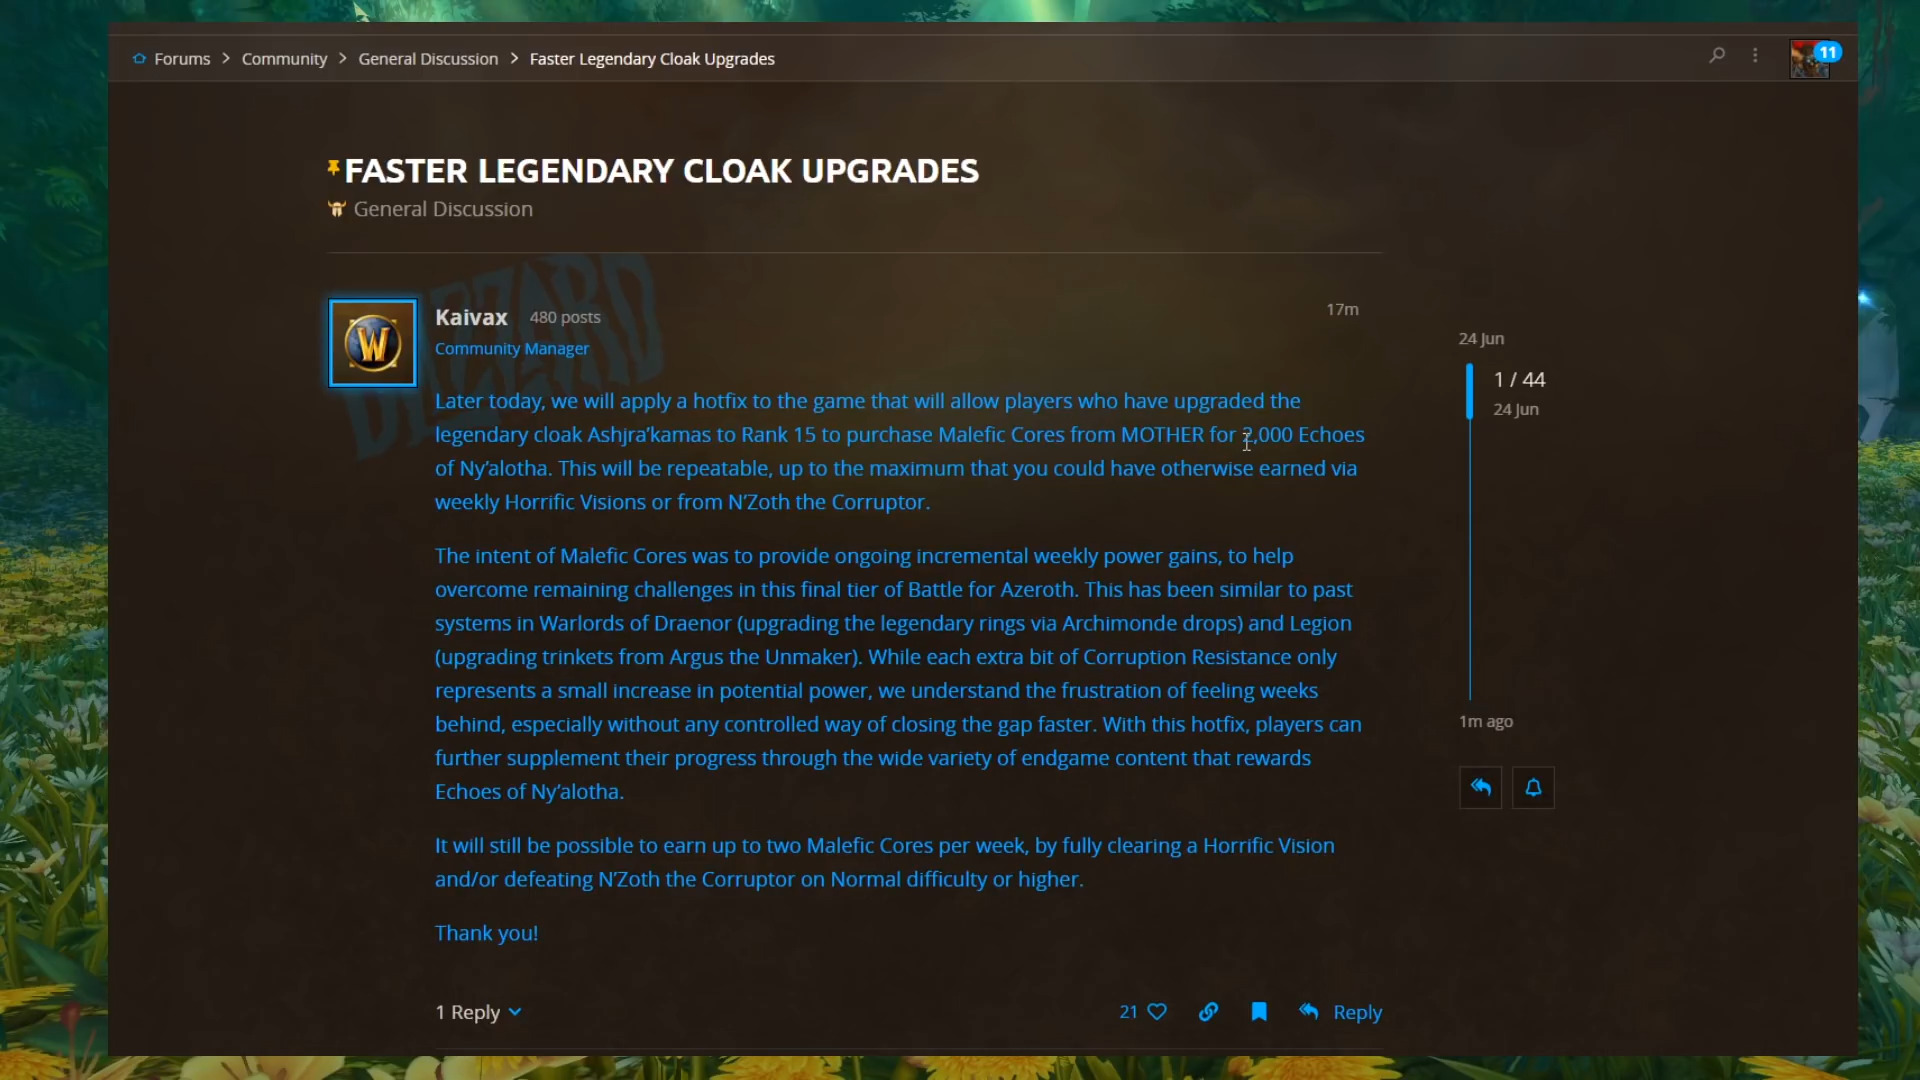 Forums > Community > General Discussion > Faster Legendary Cloak Upgrades
11
FASTER LEGENDARY CLOAK UPGRADES
General Discussion
BLIZZARD
W
Kaivax 480 posts 17m
Community Manager
Later today, we will apply a hotfix to the game that will allow players who have upgraded the
legendary cloak Ashjra’kamas to Rank 15 to purchase Malefic Cores from MOTHER for 2,000 Echoes
of Ny’alotha. This will be repeatable, up to the maximum that you could have otherwise earned via
weekly Horrific Visions or from N’Zoth the Corruptor.
The intent of Malefic Cores was to provide ongoing incremental weekly power gains, to help
overcome remaining challenges in this final tier of Battle for Azeroth. This has been similar to past
systems in Warlords of Draenor (upgrading the legendary rings via Archimonde drops) and Legion
(upgrading trinkets from Argus the Unmaker). While each extra bit of Corruption Resistance only
represents a small increase in potential power, we understand the frustration of feeling weeks
behind, especially without any controlled way of closing the gap faster. With this hotfix, players can
further supplement their progress through the wide variety of endgame content that rewards
Echoes of Ny’alotha.
It will still be possible to earn up to two Malefic Cores per week, by fully clearing a Horrific Vision
and/or defeating N’Zoth the Corruptor on Normal difficulty or higher.
Thank you!
1 Reply 21 Reply
24 Jun
1 / 44
24 Jun
1m ago